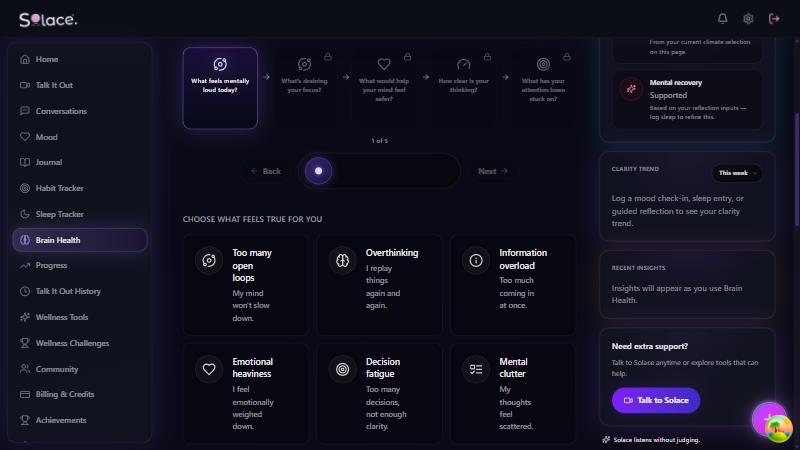 Solace.
Home
Talk It Out
Conversations
Mood
Journal
Habit Tracker
Sleep Tracker
Brain Health
Progress
Talk It Out History
Wellness Tools
Wellness Challenges
Community
Billing & Credits
Achievements
What feels mentally
loud today?
What's draining
your focus?
What would help
your mind feel
safer?
How clear is your
thinking?
What has your
attention been
stuck on?
1 of 5
Back
Next
CHOOSE WHAT FEELS TRUE FOR YOU
Too many
open
loops
My mind
won't slow
down.
Overthinking
I replay
things
again and
again.
Information
overload
Too much
coming in
at once.
Emotional
heaviness
I feel
emotionally
weighed
down.
Decision
fatigue
Too many
decisions,
not enough
clarity.
Mental
clutter
My
thoughts
feel
scattered.
From your current climate selection
on this page.
Mental recovery
Supported
Based on your reflection inputs —
log sleep to refine this.
CLARITY TREND
This week
Log a mood check-in, sleep entry, or
guided reflection to see your clarity
trend.
RECENT INSIGHTS
Insights will appear as you use Brain
Health.
Need extra support?
Talk to Solace anytime or explore tools that can
help.
Talk to Solace
Solace listens without judging.